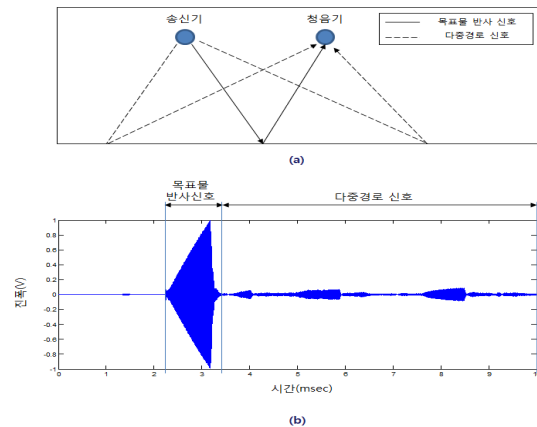 송신기
청음기
목표물 반사 신호
다중경로 신호
(a)
목표물
반사신호
다중경로 신호
진폭(V)
1
0.8
0.6
0.4
0.2
0
-0.2
-0.4
-0.6
-0.8
-1
0 1 2 3 4 5 6 7 8 9 10
시간(msec)
(b)